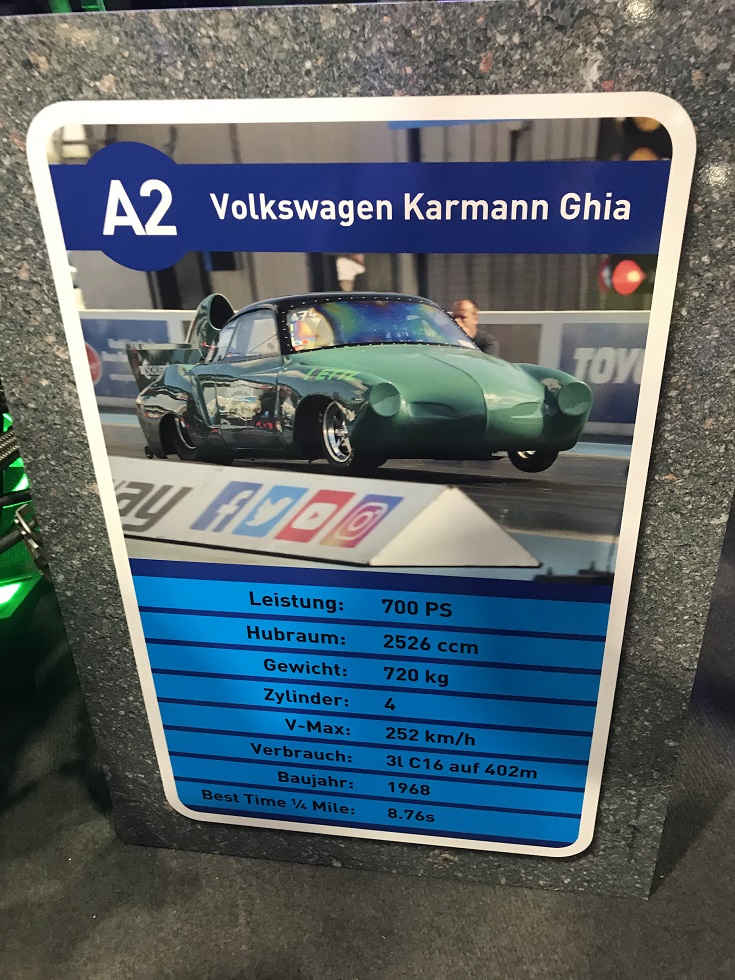 A2
Volkswagen Karmann Ghia
way
Leistung: 700 PS
Hubraum: 2526 ccm
Gewicht: 720 kg
Zylinder: 4
V-Max: 252 km/h
Verbrauch: 3l C16 auf 402m
Baujahr: 1968
Best Time ¼ Mile: 8.76s